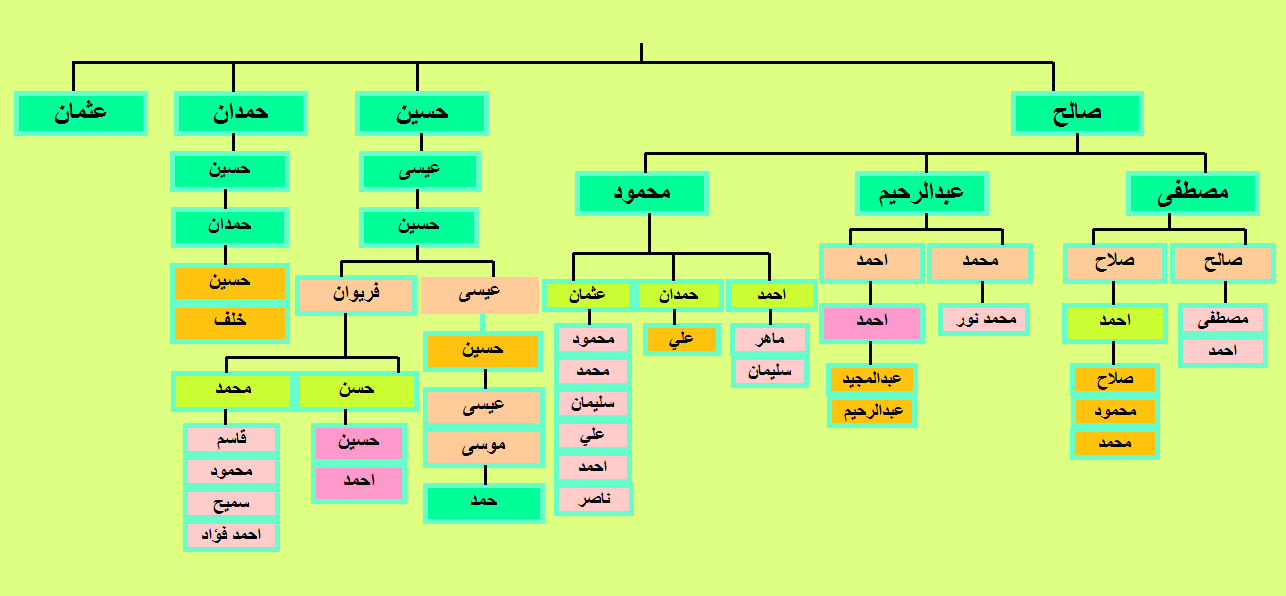 صالح
حسين
حمدان
عثمان
مصطفى
عبدالرحيم
محمود
عيسى
حسين
حسين
حمدان
صالح
صلاح
محمد
احمد
احمد
حمدان
عثمان
عيسى
فريوان
حسين
خلف
مصطفى
احمد
احمد
صلاح
محمود
محمد
محمد نور
احمد
عبدالمجيد
عبدالرحيم
ماهر
سليمان
علي
محمود
محمد
سليمان
علي
احمد
ناصر
حسين
عيسى
موسى
حمد
حسن
محمد
حسين
احمد
قاسم
محمود
سميح
احمد فؤاد